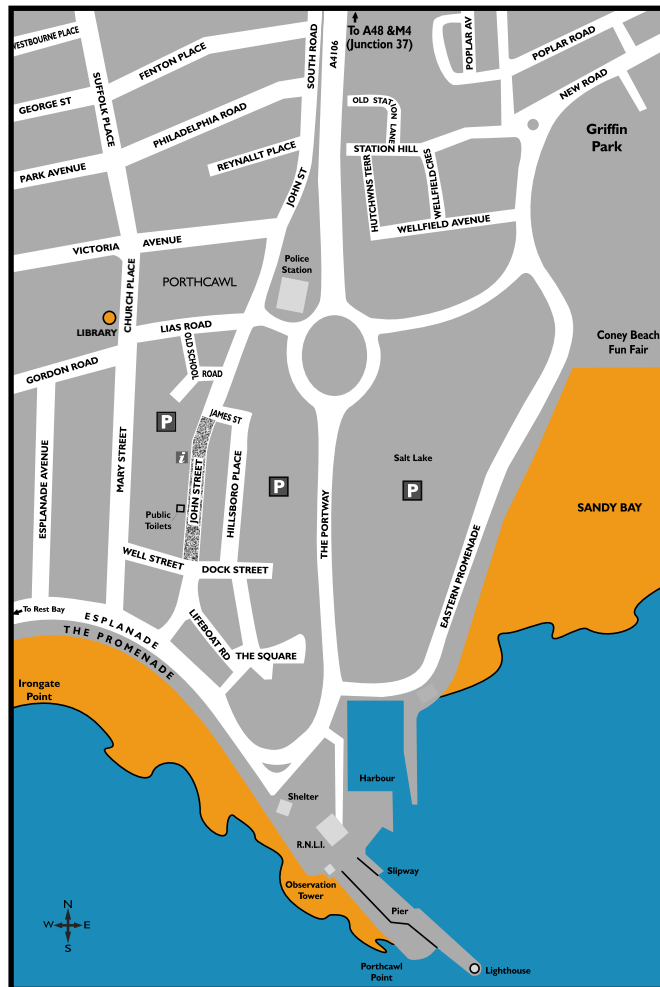 To A48 &M4
(Junction 37)
WESTBOURNE PLACE
SUFFOLK PLACE
FENTON PLACE
SOUTH ROAD
A4106
POPLAR AV
POPLAR ROAD
NEW ROAD
GEORGE ST
PHILADELPHIA ROAD
OLD STATION LANE
Griffin
Park
PARK AVENUE
REYNALLT PLACE
STATION HILL
HUTCHWNS TERR
WELLFIELD CRES
JOHN ST
WELLFIELD AVENUE
VICTORIA AVENUE
Police
Station
PORTHCAWL
CHURCH PLACE
LIBRARY
LIAS ROAD
OLD SCHOOL
ROAD
Coney Beach
Fun Fair
GORDON ROAD
JAMES ST
P
i
ESPLANADE AVENUE
MARY STREET
JOHN STREET
HILLSBORO PLACE
P
Salt Lake
P
SANDY BAY
Public
Toilets
THE PORTWAY
EASTERN PROMENADE
WELL STREET
DOCK STREET
To Rest Bay
ESPLANADE
THE PROMENADE
LIFEBOAT RD
THE SQUARE
Irongate
Point
Harbour
Shelter
R.N.L.I.
Slipway
Observation
Tower
Pier
N
W E
S
Porthcawl
Point
Lighthouse